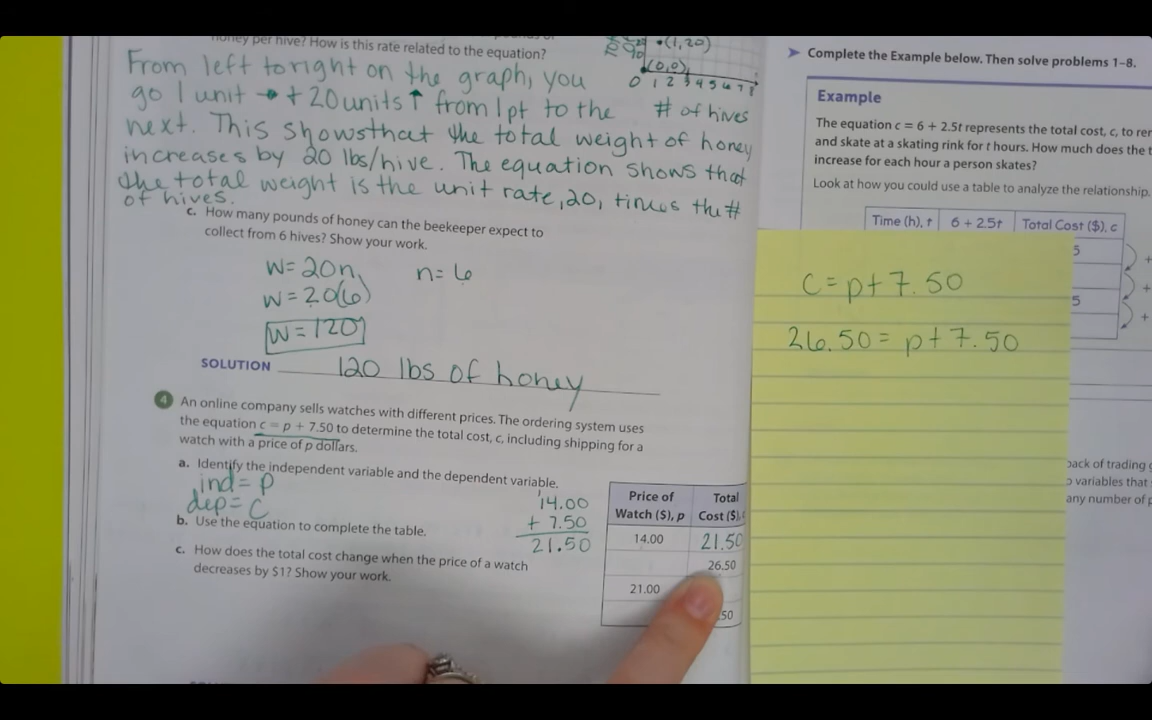 honey per hive? How is this rate related to the equation?
From left to right on the graph, you
go 1 unit → + 20 units ↑ from 1 pt to the
next. This shows that the total weight of honey
increases by 20 lbs/hive. The equation shows that
the total weight is the unit rate, 20, times the #
of hives.
(1,20)
(0,0)
0 1 2 3 4 5 6 7 8
# of hives
c. How many pounds of honey can the beekeeper expect to
collect from 6 hives? Show your work.
w = 20n n = 6
w = 20(6)
w = 120
SOLUTION 120 lbs of honey
4 An online company sells watches with different prices. The ordering system uses
the equation c = p + 7.50 to determine the total cost, c, including shipping for a
watch with a price of p dollars.
a. Identify the independent variable and the dependent variable.
ind = p
dep = c
b. Use the equation to complete the table.
c. How does the total cost change when the price of a watch
decreases by $1? Show your work.
1
14.00
+ 7.50
21.50
Price of Total
Watch ($), p Cost ($),
14.00 21.50
26.50
21.00
.50
➤ Complete the Example below. Then solve problems 1–8.
Example
The equation c = 6 + 2.5t represents the total cost, c, to
and skate at a skating rink for t hours. How much does the
increase for each hour a person skates?
Look at how you could use a table to analyze the relationship.
Time (h), t 6 + 2.5t Total Cost ($), c
5
+
+
5
+
c = p + 7.50
26.50 = p + 7.50
pack of trading
variables that
any number of